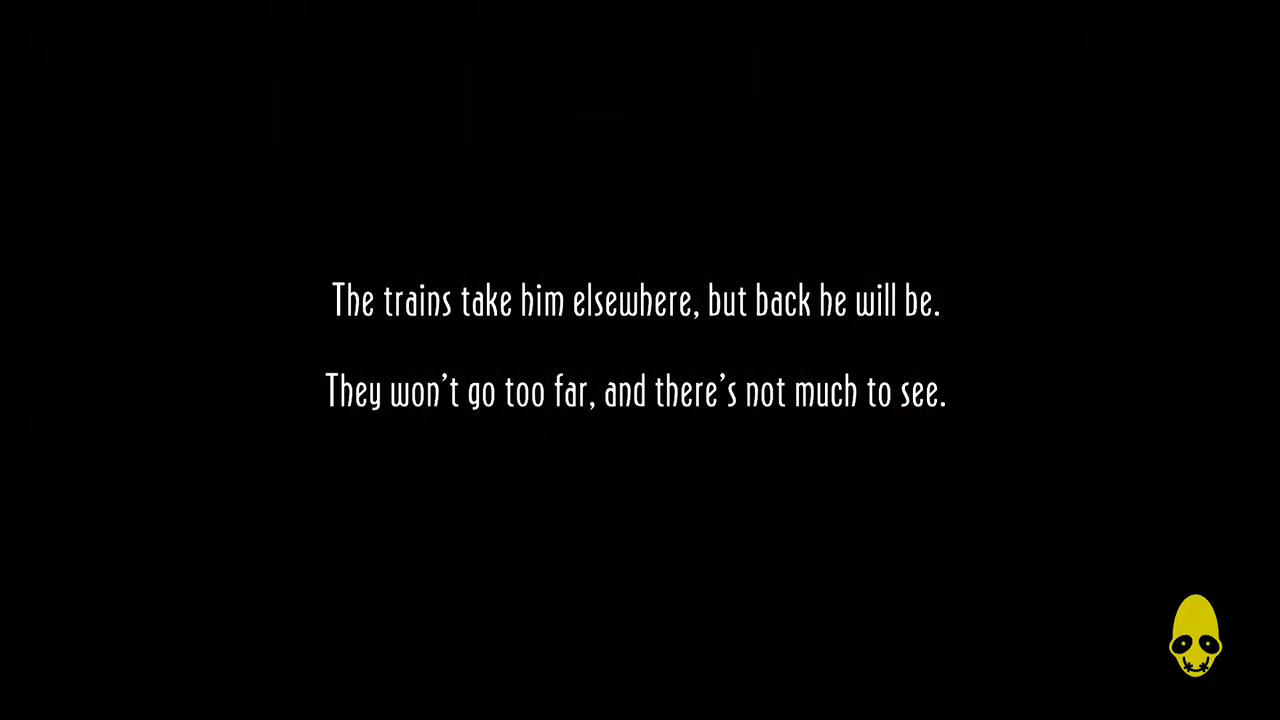 The trains take him elsewhere, but back he will be.
They won't go too far, and there's not much to see.